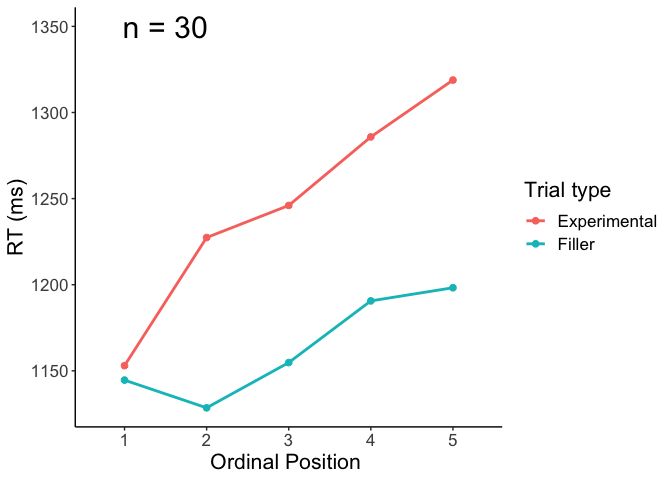 n = 30
1350
1300
1250
1200
1150
RT (ms)
1 2 3 4 5
Ordinal Position
Trial type
Experimental
Filler